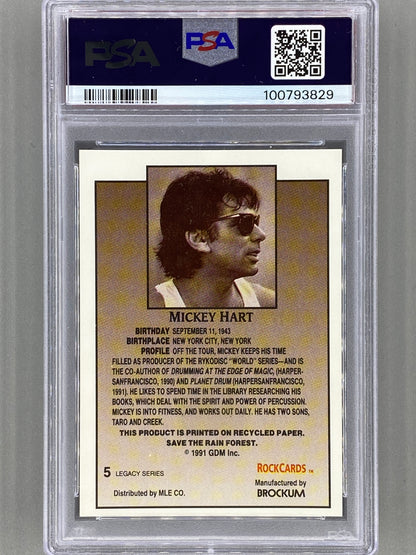 PSA
PSA
100793829
MICKEY HART
BIRTHDAY SEPTEMBER 11, 1943
BIRTHPLACE NEW YORK CITY, NEW YORK
PROFILE OFF THE TOUR, MICKEY KEEPS HIS TIME
FILLED AS PRODUCER OF THE RYKODISC "WORLD" SERIES—AND IS
THE CO-AUTHOR OF DRUMMING AT THE EDGE OF MAGIC, (HARPER-
SANFRANCISCO, 1990) AND PLANET DRUM (HARPERSANFRANCISCO,
1991). HE LIKES TO SPEND TIME IN THE LIBRARY RESEARCHING HIS
BOOKS, WHICH DEAL WITH THE SPIRIT AND POWER OF PERCUSSION.
MICKEY IS INTO FITNESS, AND WORKS OUT DAILY. HE HAS TWO SONS,
TARO AND CREEK.
THIS PRODUCT IS PRINTED ON RECYCLED PAPER.
SAVE THE RAIN FOREST.
© 1991 GDM Inc.
5 LEGACY SERIES
ROCKCARDS™
Distributed by MLE CO.
Manufactured by
BROCKUM